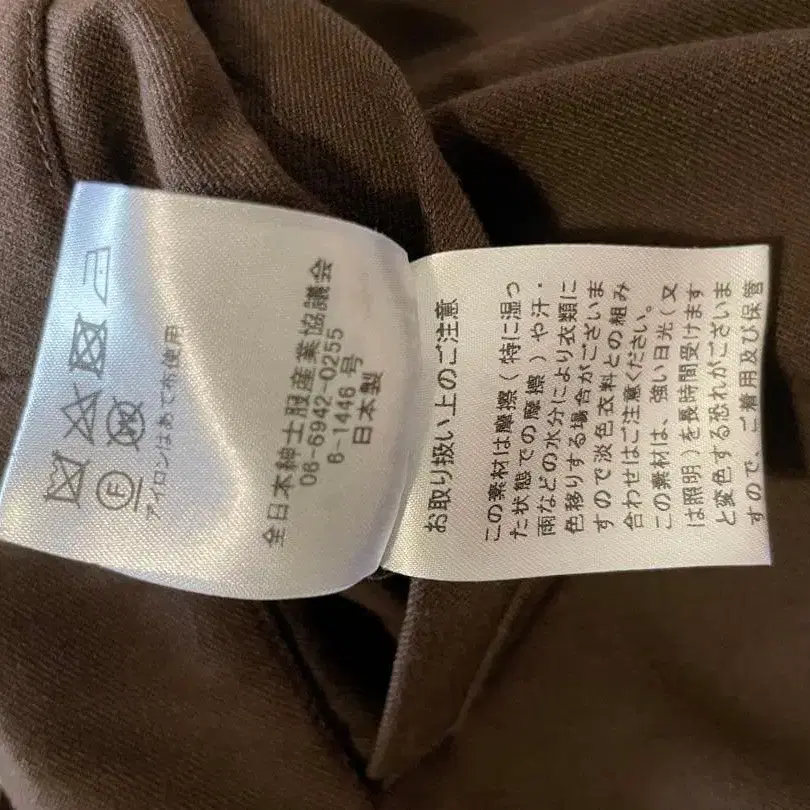 アイロンはあて布使用
全日本紳士服産業協議会
06-6942-0255
6-1446 号
日本製
お取り扱い上のご注意
この素材は摩擦(特に湿っ
た状態での摩擦)や汗・
雨などの水分により衣類に
色移りする場合がございま
すので淡色衣料との組み
合わせはご注意ください。
この素材は、強い日光(又
は照明)を長時間受けます
と変色する恐れがございま
すので、ご着用及び保管